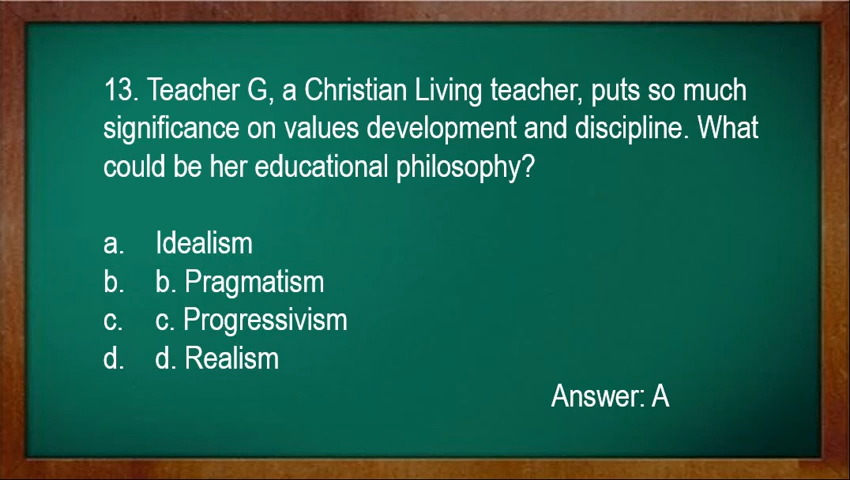 13. Teacher G, a Christian Living teacher, puts so much
significance on values development and discipline. What
could be her educational philosophy?
a. Idealism
b. b. Pragmatism
c. c. Progressivism
d. d. Realism
Answer: A